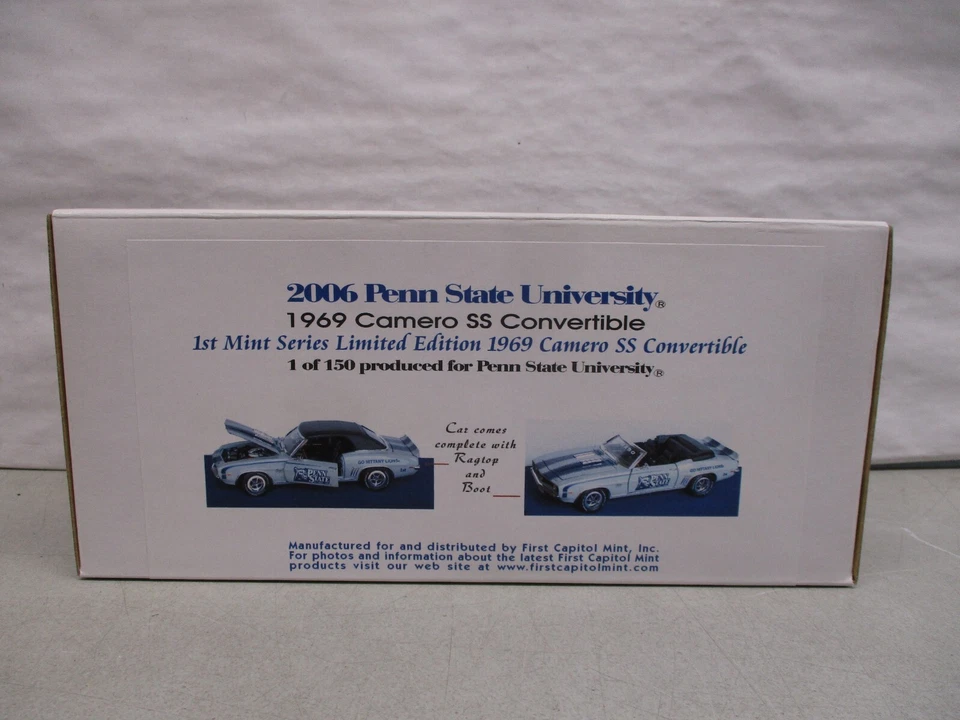 2006 Penn State University®
1969 Camero SS Convertible
1st Mint Series Limited Edition 1969 Camero SS Convertible
1 of 150 produced for Penn State University®
Car comes
complete with
Ragtop
and
Boot
PENN
STATE
Manufactured for and distributed by First Capitol Mint, Inc.
For photos and information about the latest First Capitol Mint
products visit our web site at www.firstcapitolmint.com